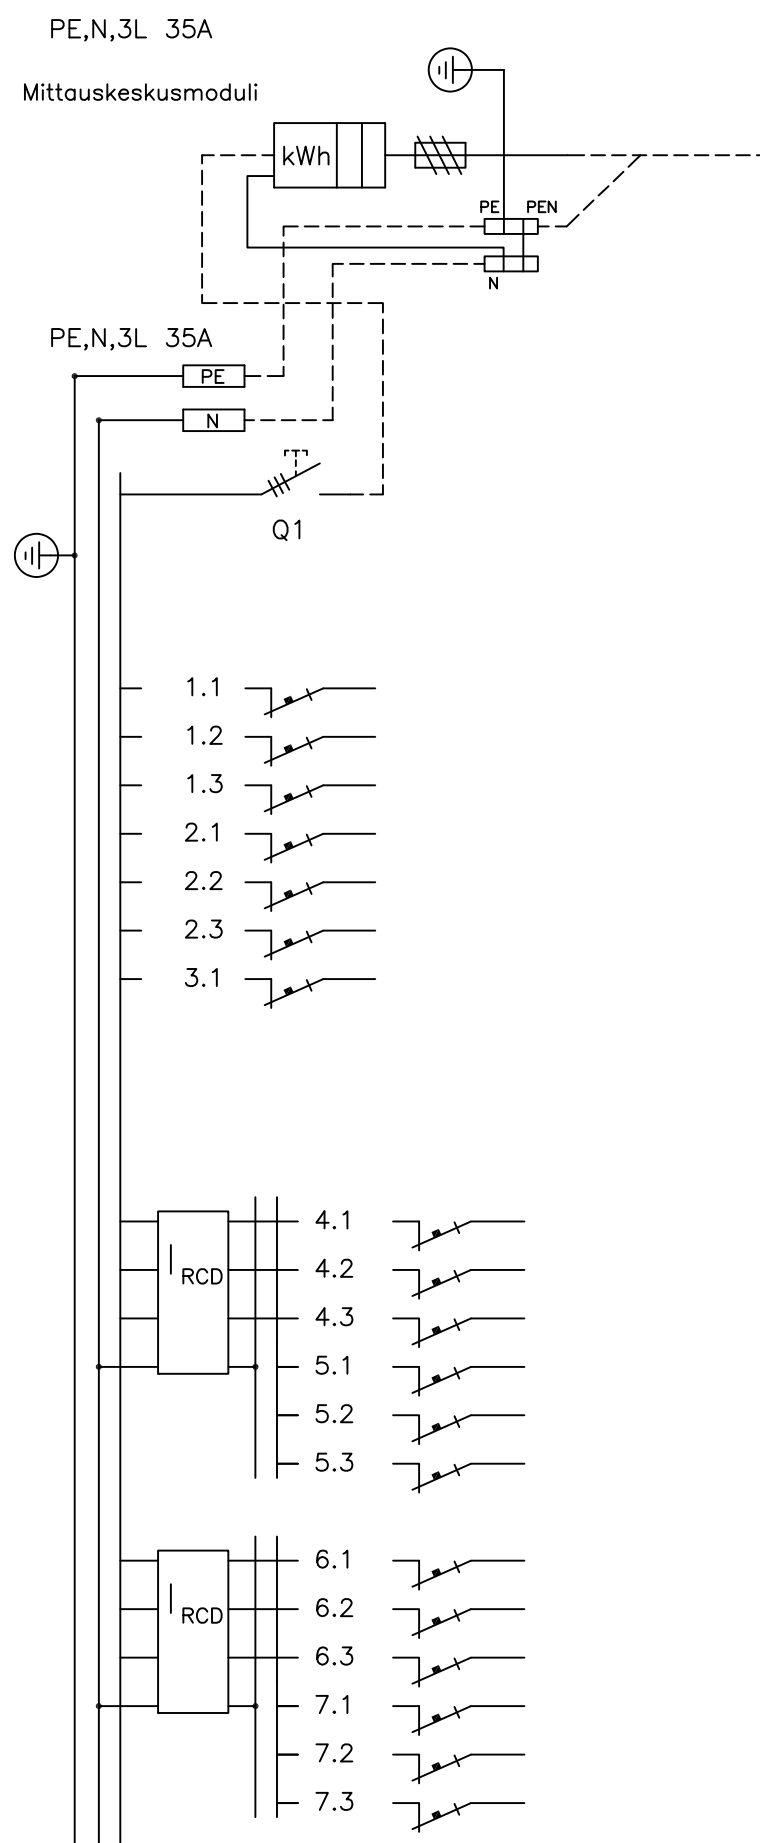 PE,N,3L 35A
Mittauskeskusmoduli
kWh
PE PEN
N
PE,N,3L 35A
PE
N
Q1
1.1
1.2
1.3
2.1
2.2
2.3
3.1
4.1
I RCD
4.2
4.3
5.1
5.2
5.3
6.1
I RCD
6.2
6.3
7.1
7.2
7.3